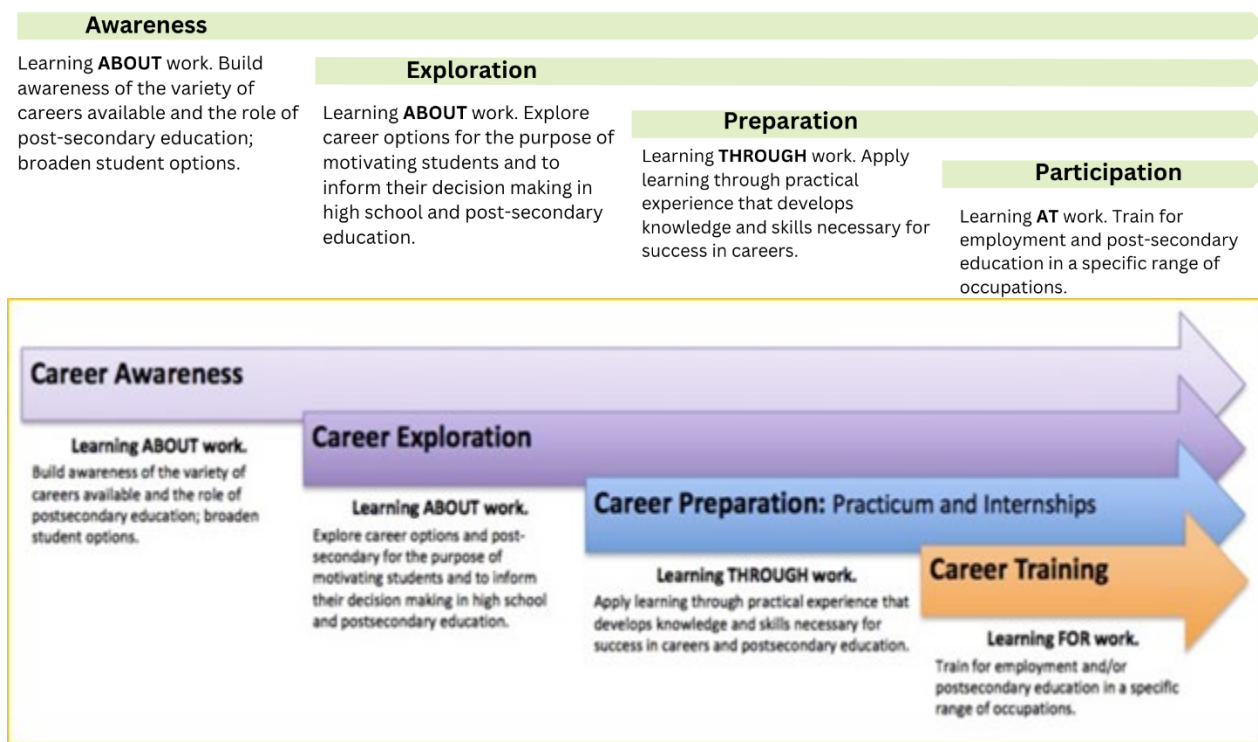 Awareness
Learning ABOUT work. Build
awareness of the variety of
careers available and the role of
post-secondary education;
broaden student options.
Exploration
Learning ABOUT work. Explore
career options for the purpose of
motivating students and to
inform their decision making in
high school and post-secondary
education.
Preparation
Learning THROUGH work. Apply
learning through practical
experience that develops
knowledge and skills necessary for
success in careers.
Participation
Learning AT work. Train for
employment and post-secondary
education in a specific range of
occupations.
Career Awareness
Learning ABOUT work.
Build awareness of the variety of
careers available and the role of
postsecondary education; broaden
student options.
Career Exploration
Learning ABOUT work.
Explore career options and post-
secondary for the purpose of
motivating students and to inform
their decision making in high school
and postsecondary education.
Career Preparation: Practicum and Internships
Learning THROUGH work.
Apply learning through practical experience that
develops knowledge and skills necessary for
success in careers and postsecondary education.
Career Training
Learning FOR work.
Train for employment and/or
postsecondary education in a specific
range of occupations.